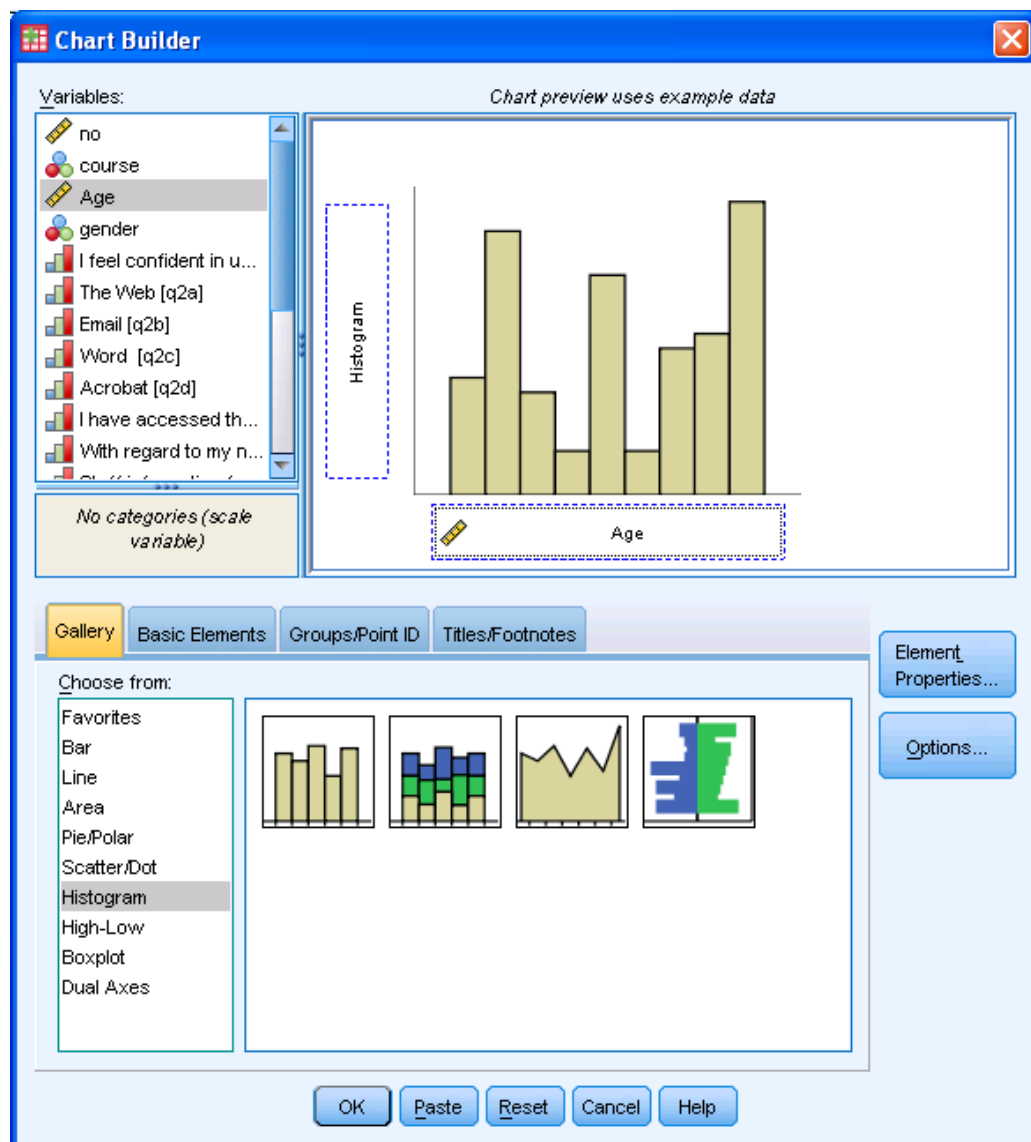 Chart Builder
Variables:
Chart preview uses example data
no
course
Age
gender
I feel confident in u...
The Web [q2a]
Email [q2b]
Word [q2c]
Acrobat [q2d]
I have accessed th...
With regard to my n...
No categories (scale
variable)
Histogram
Age
Gallery
Basic Elements
Groups/Point ID
Titles/Footnotes
Element
Properties...
Options...
Choose from:
Favorites
Bar
Line
Area
Pie/Polar
Scatter/Dot
Histogram
High-Low
Boxplot
Dual Axes
OK
Paste
Reset
Cancel
Help